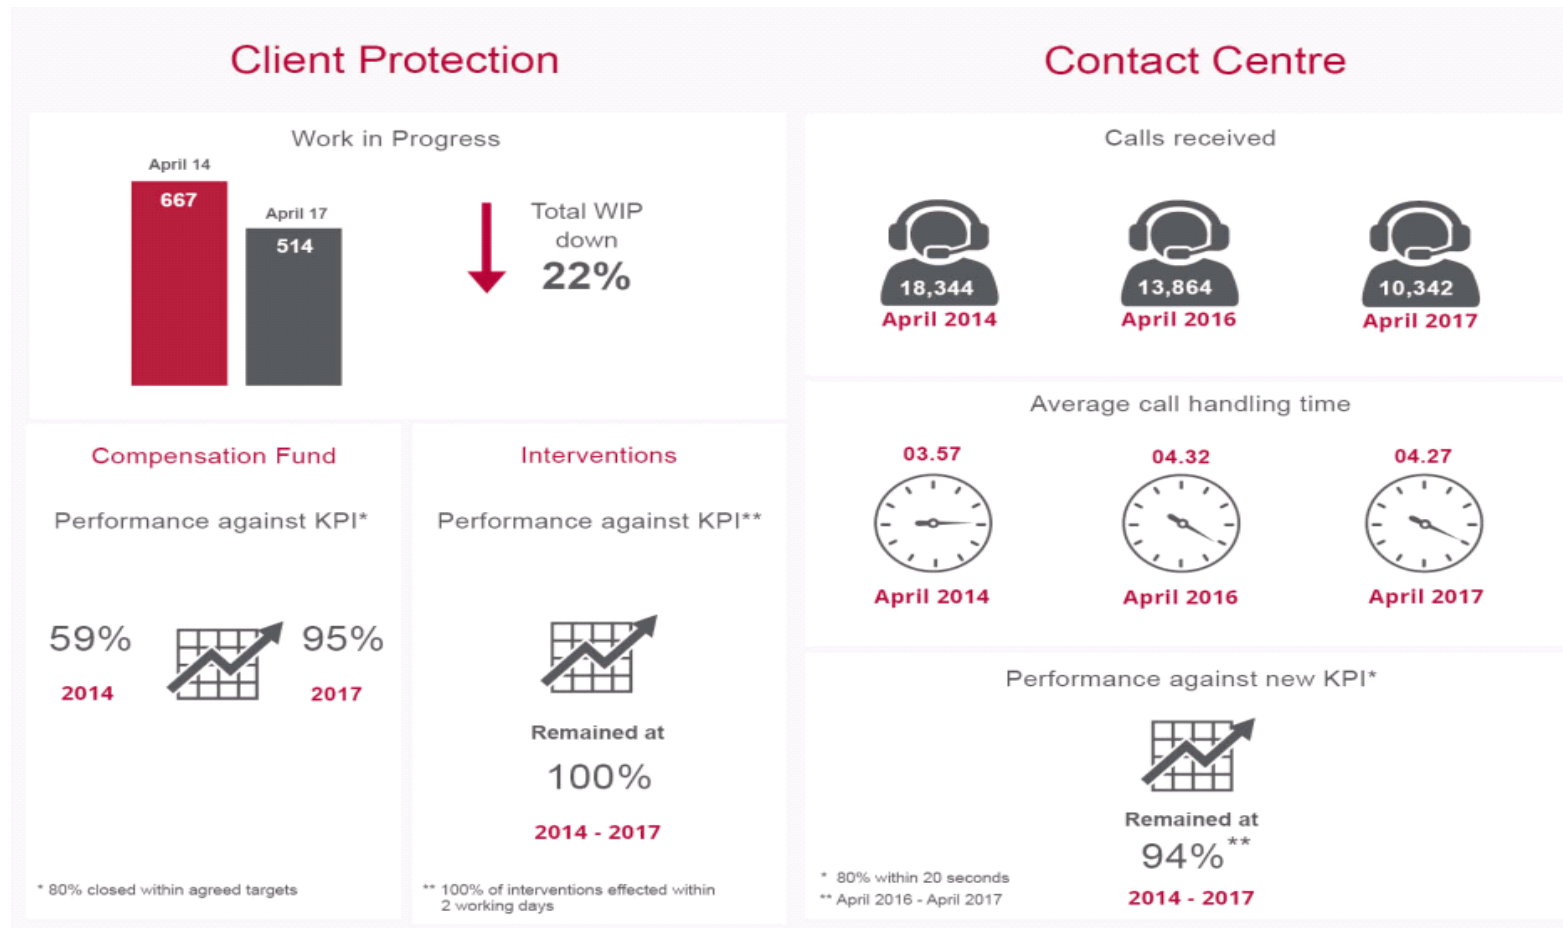 Client Protection
Work in Progress
April 14
667
April 17
514
Total WIP
down
22%
Compensation Fund
Performance against KPI*
59%
2014
95%
2017
* 80% closed within agreed targets
Interventions
Performance against KPI**
Remained at
100%
2014 - 2017
** 100% of interventions effected within
2 working days
Contact Centre
Calls received
18,344
April 2014
13,864
April 2016
10,342
April 2017
Average call handling time
03.57
April 2014
04.32
April 2016
04.27
April 2017
Performance against new KPI*
Remained at
94%**
2014 - 2017
* 80% within 20 seconds
** April 2016 - April 2017